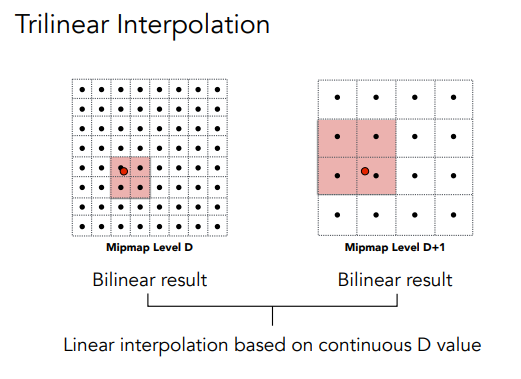 Trilinear Interpolation
Mipmap Level D
Mipmap Level D+1
Bilinear result
Bilinear result
Linear interpolation based on continuous D value